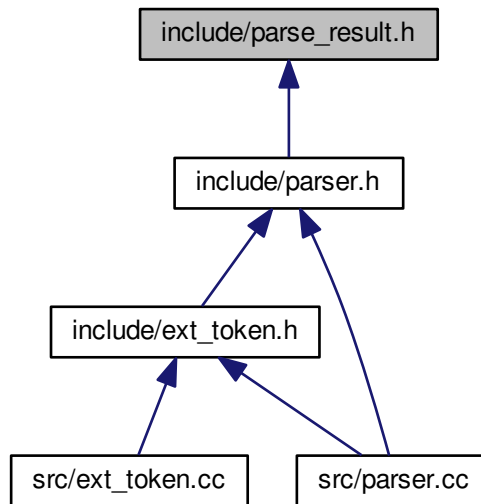 include/parse_result.h
include/parser.h
include/ext_token.h
src/ext_token.cc
src/parser.cc